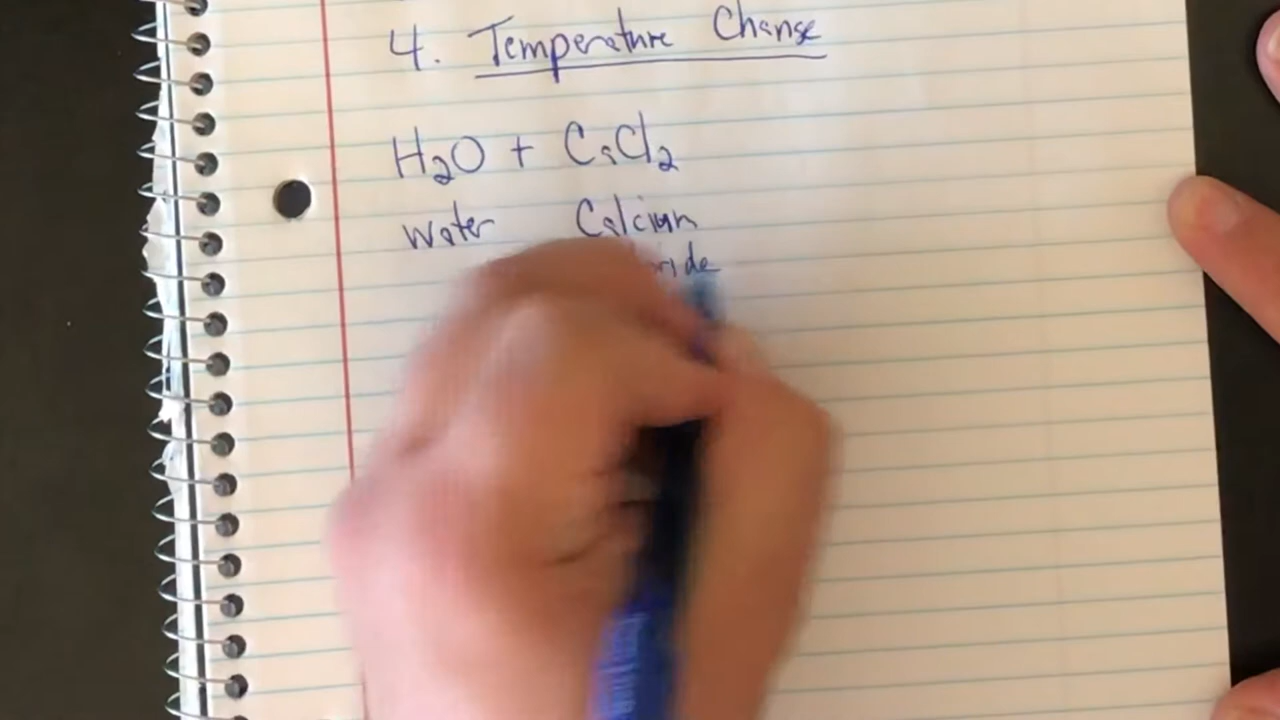 4. Temperature Change
H₂O + CaCl₂
Water Calcium